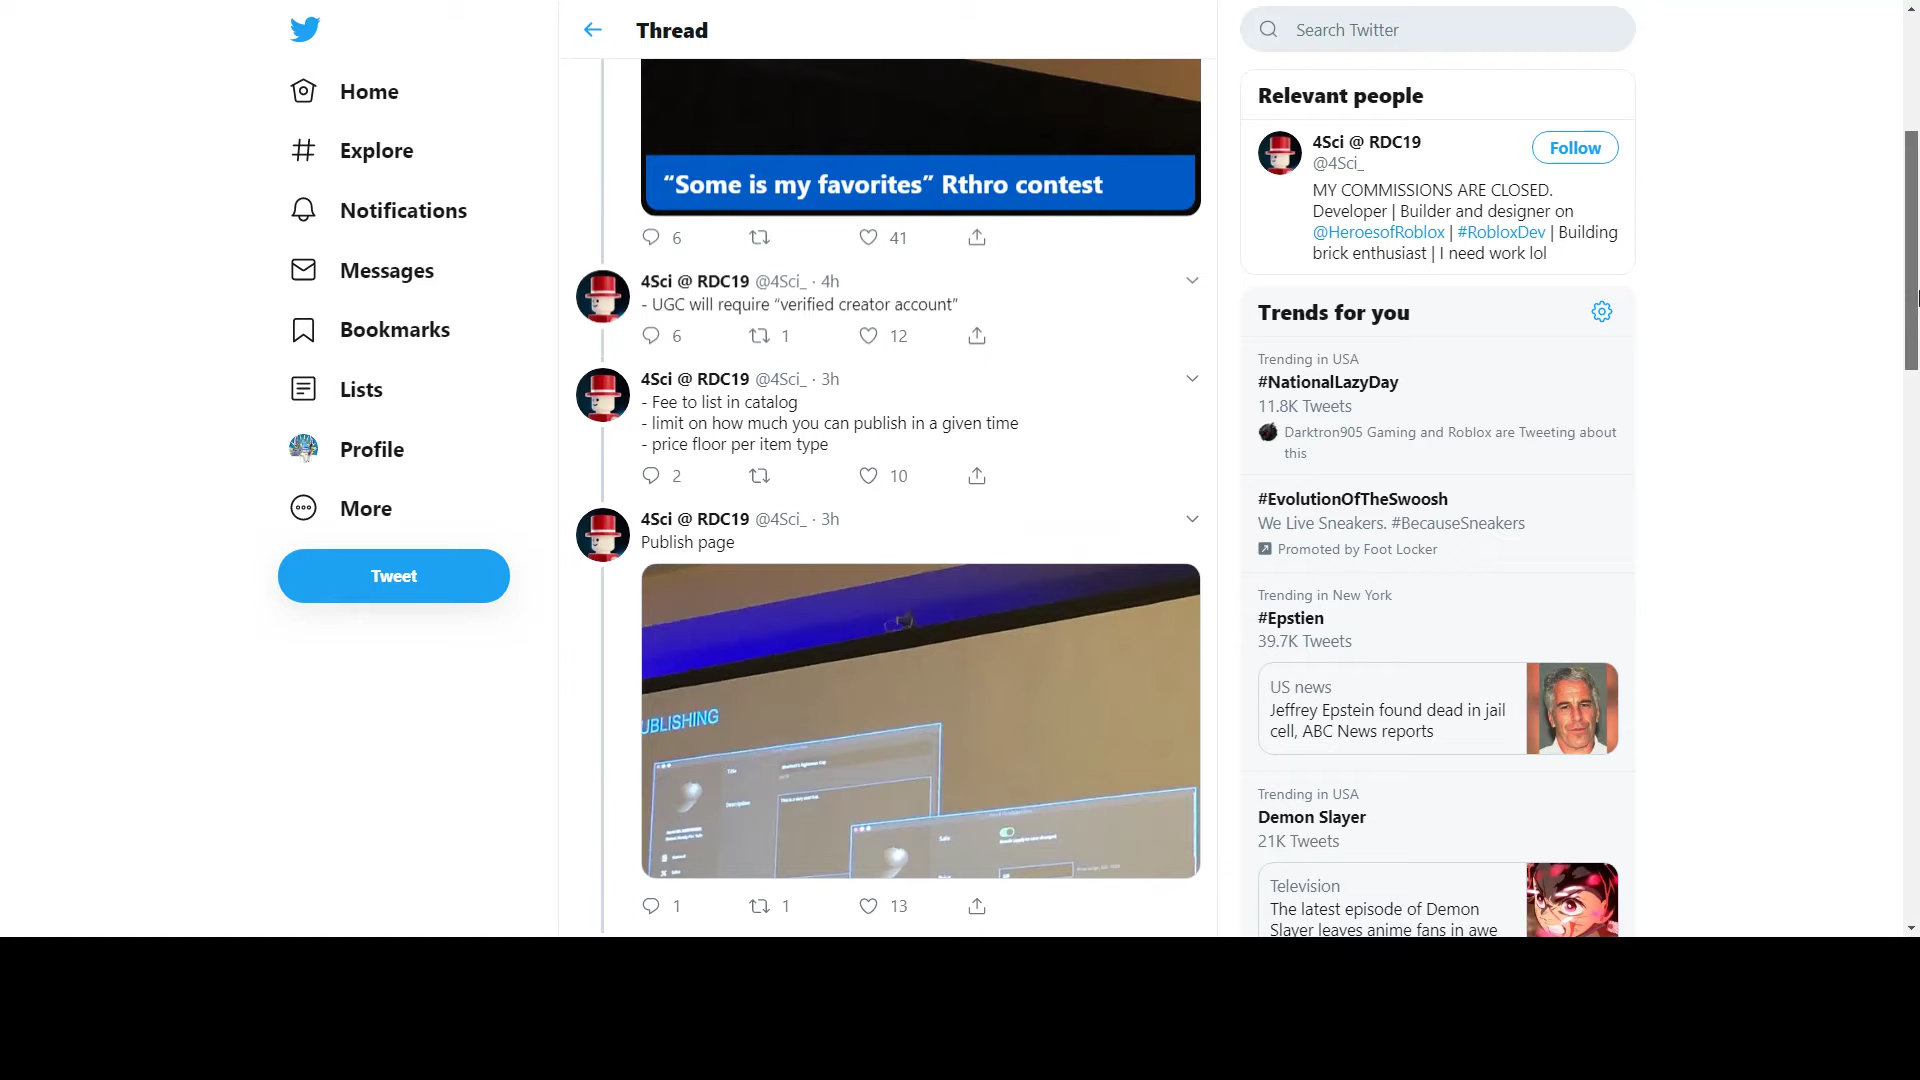 Home
Explore
Notifications
Messages
Bookmarks
Lists
Profile
More
Tweet
Thread
“Some is my favorites” Rthro contest
6
41
4Sci @ RDC19 @4Sci_ · 4h
- UGC will require “verified creator account”
6
1
12
4Sci @ RDC19 @4Sci_ · 3h
- Fee to list in catalog
- limit on how much you can publish in a given time
- price floor per item type
2
10
4Sci @ RDC19 @4Sci_ · 3h
Publish page
UBLISHING
Title
Description
Sale
1
1
13
Search Twitter
Relevant people
4Sci @ RDC19
@4Sci_
Follow
MY COMMISSIONS ARE CLOSED.
Developer | Builder and designer on
@HeroesofRoblox | #RobloxDev | Building
brick enthusiast | I need work lol
Trends for you
Trending in USA
#NationalLazyDay
11.8K Tweets
Darktron905 Gaming and Roblox are Tweeting about
this
#EvolutionOfTheSwoosh
We Live Sneakers. #BecauseSneakers
Promoted by Foot Locker
Trending in New York
#Epstien
39.7K Tweets
US news
Jeffrey Epstein found dead in jail
cell, ABC News reports
Trending in USA
Demon Slayer
21K Tweets
Television
The latest episode of Demon
Slayer leaves anime fans in awe